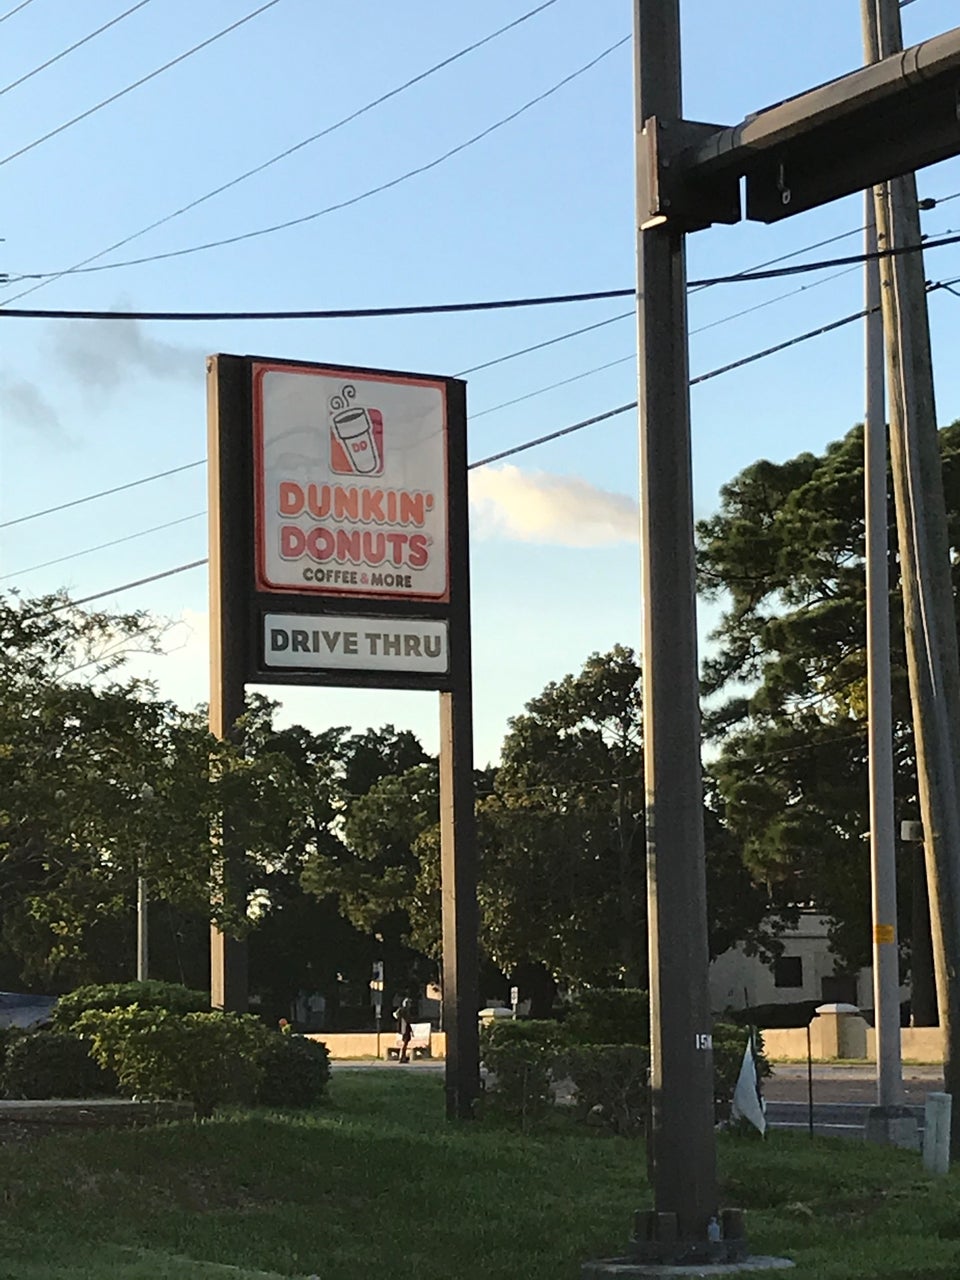 DD
DUNKIN'
DONUTS
COFFEE & MORE
DRIVE THRU